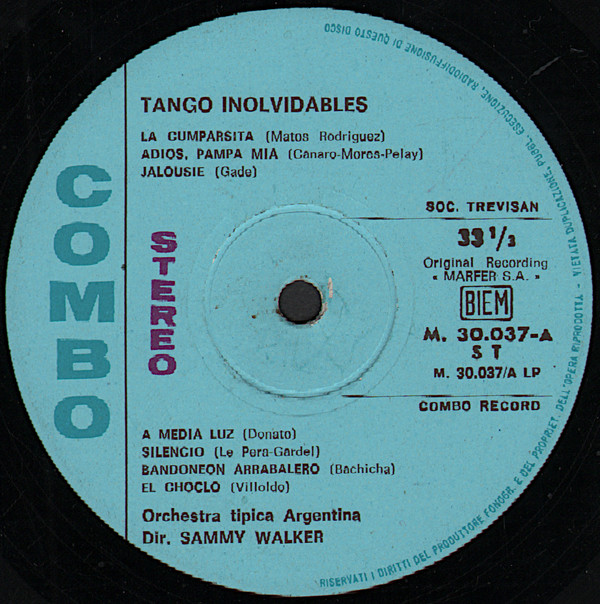 TANGO INOLVIDABLES
LA CUMPARSITA (Matos Rodriguez)
ADIOS, PAMPA MIA (Canaro-Moros-Pelay)
JALOUSIE (Gade)
COMBO
STEREO
SOC. TREVISAN
33 1/3
Original Recording
« MARFER S.A. »
BIEM
M. 30.037-A
S T
M. 30.037/A LP
COMBO RECORD
A MEDIA LUZ (Donato)
SILENCIO (Le Pera-Gardel)
BANDONEON ARRABALERO (Bachicha)
EL CHOCLO (Villoldo)
Orchestra tipica Argentina
Dir. SAMMY WALKER
RISERVATI I DIRITTI DEL PRODUTTORE FONOGR. E DEL PROPRIET. DELL'OPERA RIPRODOTTA - VIETATA DUPLICAZIONE, PUBBL. ESECUZIONE, RADIODIFFUSIONE DI QUESTO DISCO